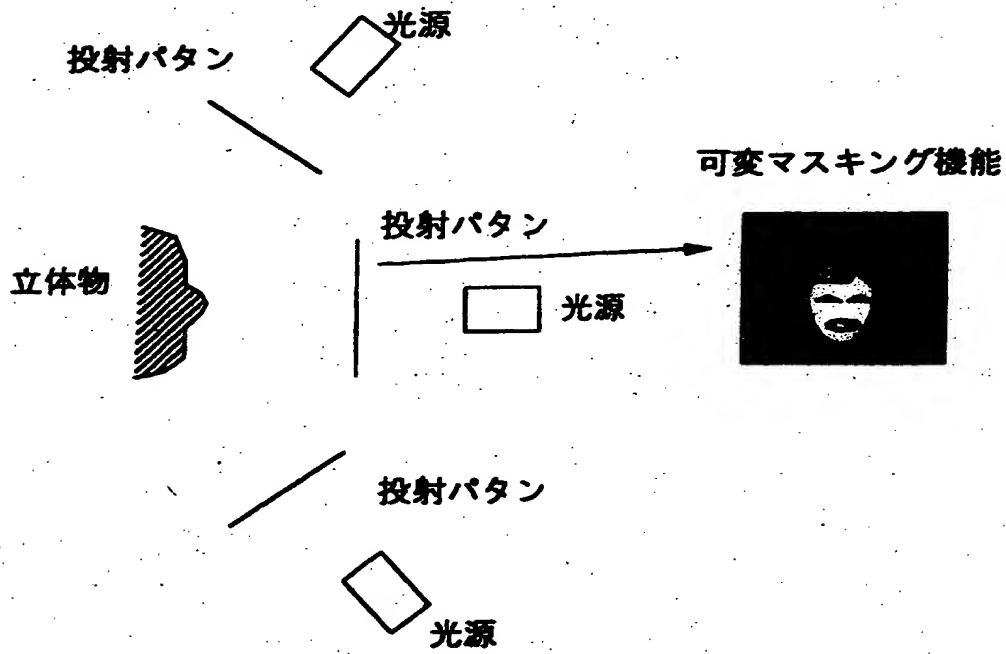 光源
投射パタン
可変マスキング機能
投射パタン
立体物
光源
投射パタン
光源